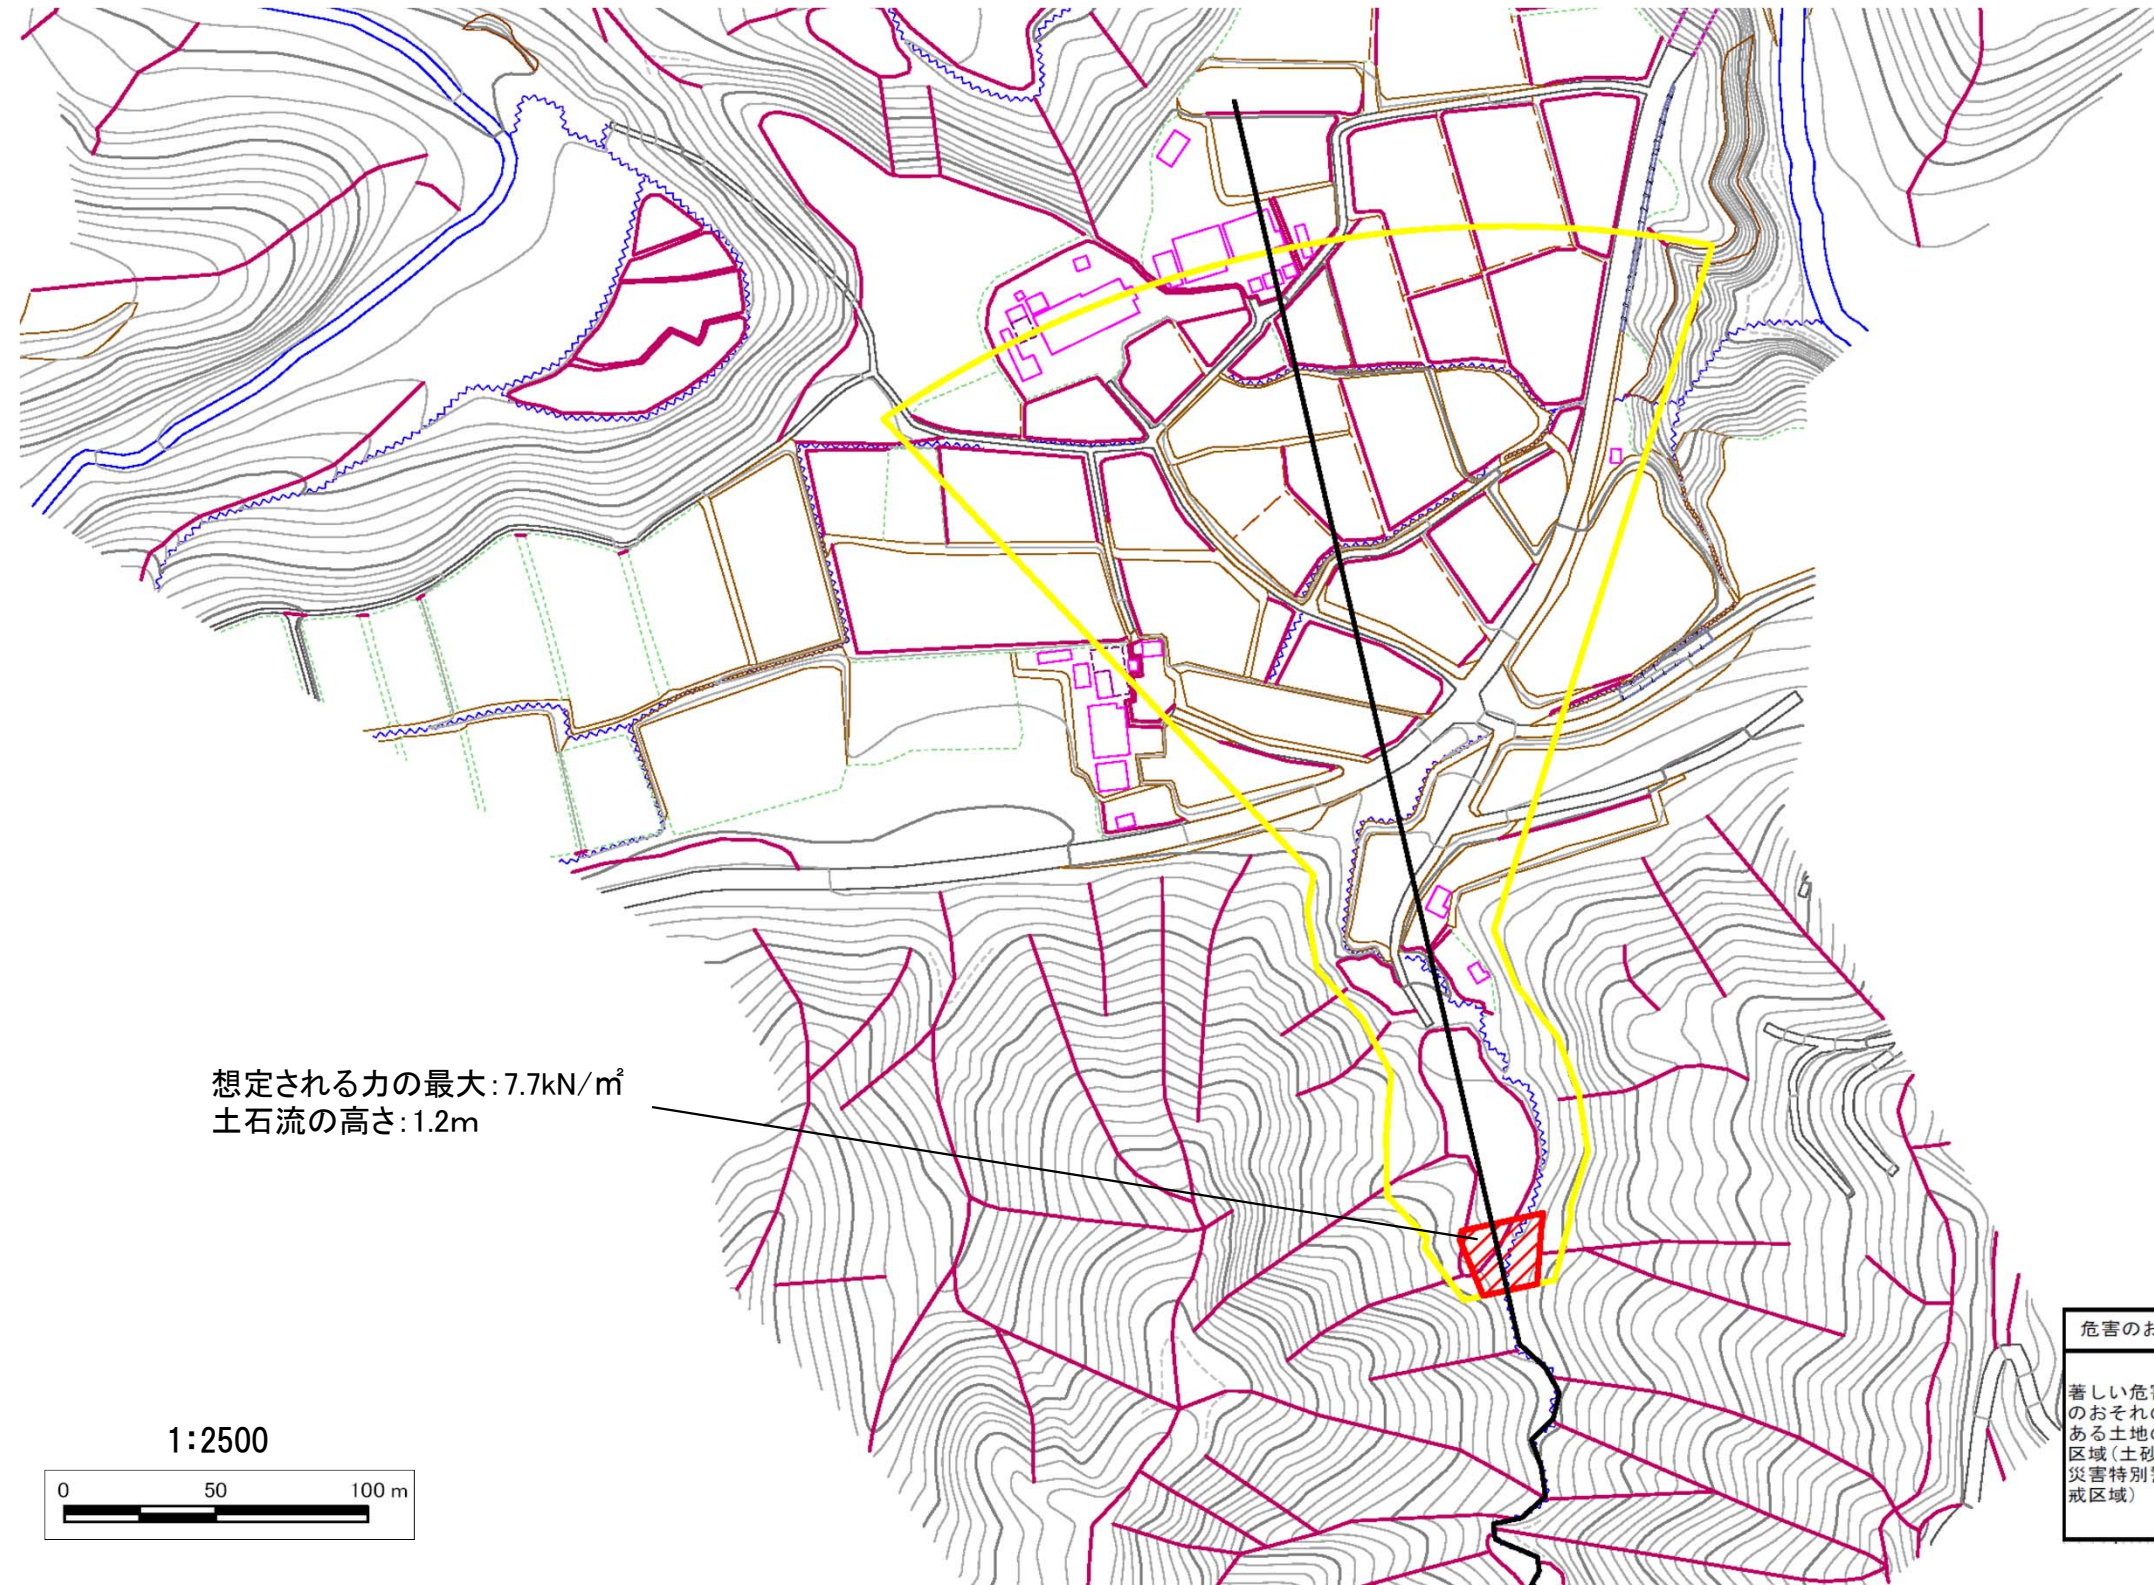 想定される力の最大：7.7kN/㎡
土石流の高さ：1.2m
1：2500
0 50 100 m
危害のお
著しい危害
のおそれの
ある土地の
区域（土砂
災害特別警
戒区域）